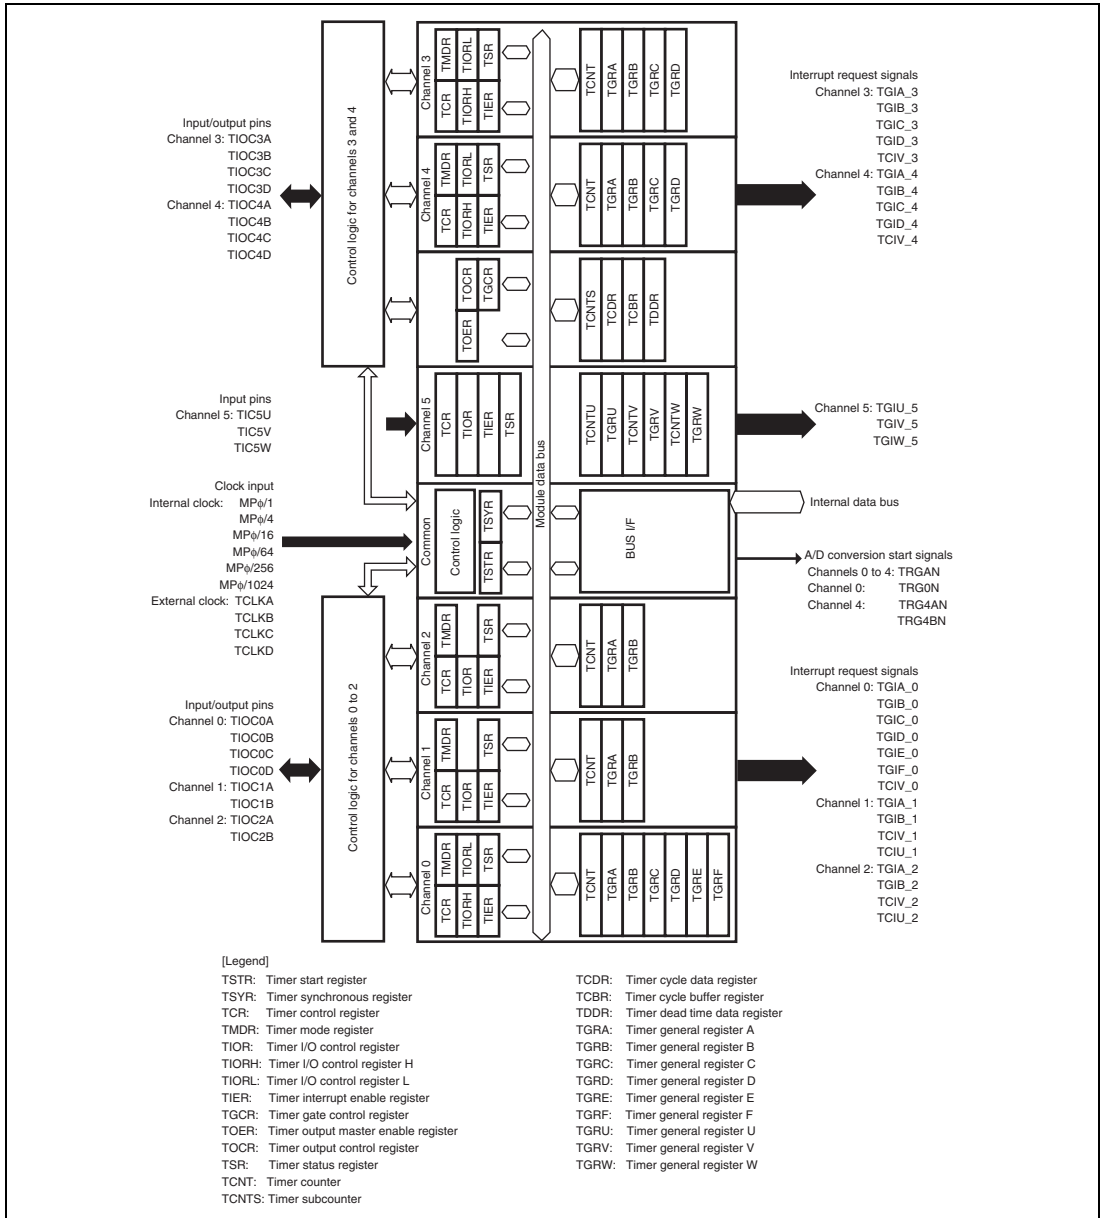 Input/output pins
Channel 3: TIOC3A
TIOC3B
TIOC3C
TIOC3D
Channel 4: TIOC4A
TIOC4B
TIOC4C
TIOC4D
Input pins
Channel 5: TIC5U
TIC5V
TIC5W
Clock input
Internal clock: MPφ/1
MPφ/4
MPφ/16
MPφ/64
MPφ/256
MPφ/1024
External clock: TCLKA
TCLKB
TCLKC
TCLKD
Input/output pins
Channel 0: TIOC0A
TIOC0B
TIOC0C
TIOC0D
Channel 1: TIOC1A
TIOC1B
Channel 2: TIOC2A
TIOC2B
Control logic for channels 3 and 4
Control logic for channels 0 to 2
Channel 3
TCR
TMDR
TIORH
TIORL
TIER
TSR
TCNT
TGRA
TGRB
TGRC
TGRD
Channel 4
TCR
TMDR
TIORH
TIORL
TIER
TSR
TCNT
TGRA
TGRB
TGRC
TGRD
TOER
TOCR
TGCR
TCNTS
TCDR
TCBR
TDDR
Channel 5
TCR
TIOR
TIER
TSR
TCNTU
TGRU
TCNTV
TGRV
TCNTW
TGRW
Module data bus
Common
Control logic
TSTR
TSYR
BUS I/F
Channel 2
TCR
TMDR
TIOR
TIER
TSR
TCNT
TGRA
TGRB
Channel 1
TCR
TMDR
TIOR
TIER
TSR
TCNT
TGRA
TGRB
Channel 0
TCR
TMDR
TIORH
TIORL
TIER
TSR
TCNT
TGRA
TGRB
TGRC
TGRD
TGRE
TGRF
Interrupt request signals
Channel 3: TGIA_3
TGIB_3
TGIC_3
TGID_3
TCIV_3
Channel 4: TGIA_4
TGIB_4
TGIC_4
TGID_4
TCIV_4
Channel 5: TGIU_5
TGIV_5
TGIW_5
Internal data bus
A/D conversion start signals
Channels 0 to 4: TRGAN
Channel 0: TRG0N
Channel 4: TRG4AN
TRG4BN
Interrupt request signals
Channel 0: TGIA_0
TGIB_0
TGIC_0
TGID_0
TGIE_0
TGIF_0
TCIV_0
Channel 1: TGIA_1
TGIB_1
TCIV_1
TCIU_1
Channel 2: TGIA_2
TGIB_2
TCIV_2
TCIU_2
[Legend]
TSTR: Timer start register
TSYR: Timer synchronous register
TCR: Timer control register
TMDR: Timer mode register
TIOR: Timer I/O control register
TIORH: Timer I/O control register H
TIORL: Timer I/O control register L
TIER: Timer interrupt enable register
TGCR: Timer gate control register
TOER: Timer output master enable register
TOCR: Timer output control register
TSR: Timer status register
TCNT: Timer counter
TCNTS: Timer subcounter
TCDR: Timer cycle data register
TCBR: Timer cycle buffer register
TDDR: Timer dead time data register
TGRA: Timer general register A
TGRB: Timer general register B
TGRC: Timer general register C
TGRD: Timer general register D
TGRE: Timer general register E
TGRF: Timer general register F
TGRU: Timer general register U
TGRV: Timer general register V
TGRW: Timer general register W